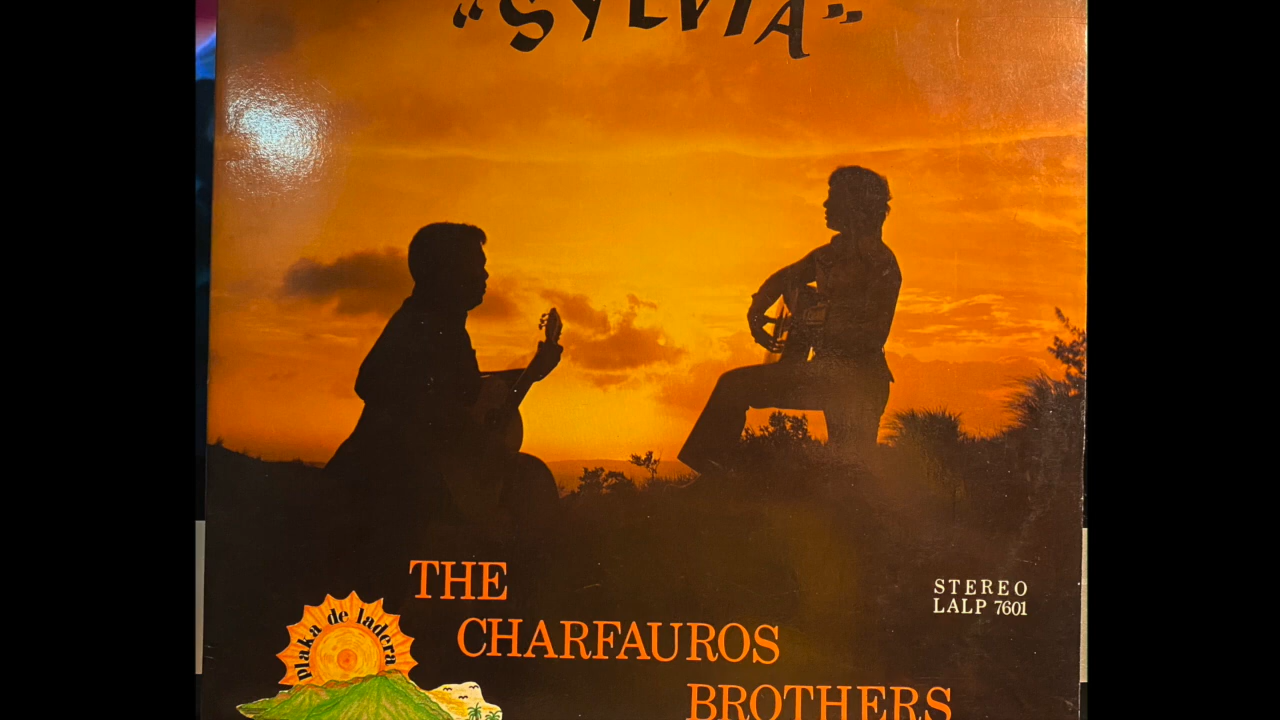 "SYLVIA"
THE
CHARFAUROS
BROTHERS
STEREO
LALP 7601
plaka de ladera